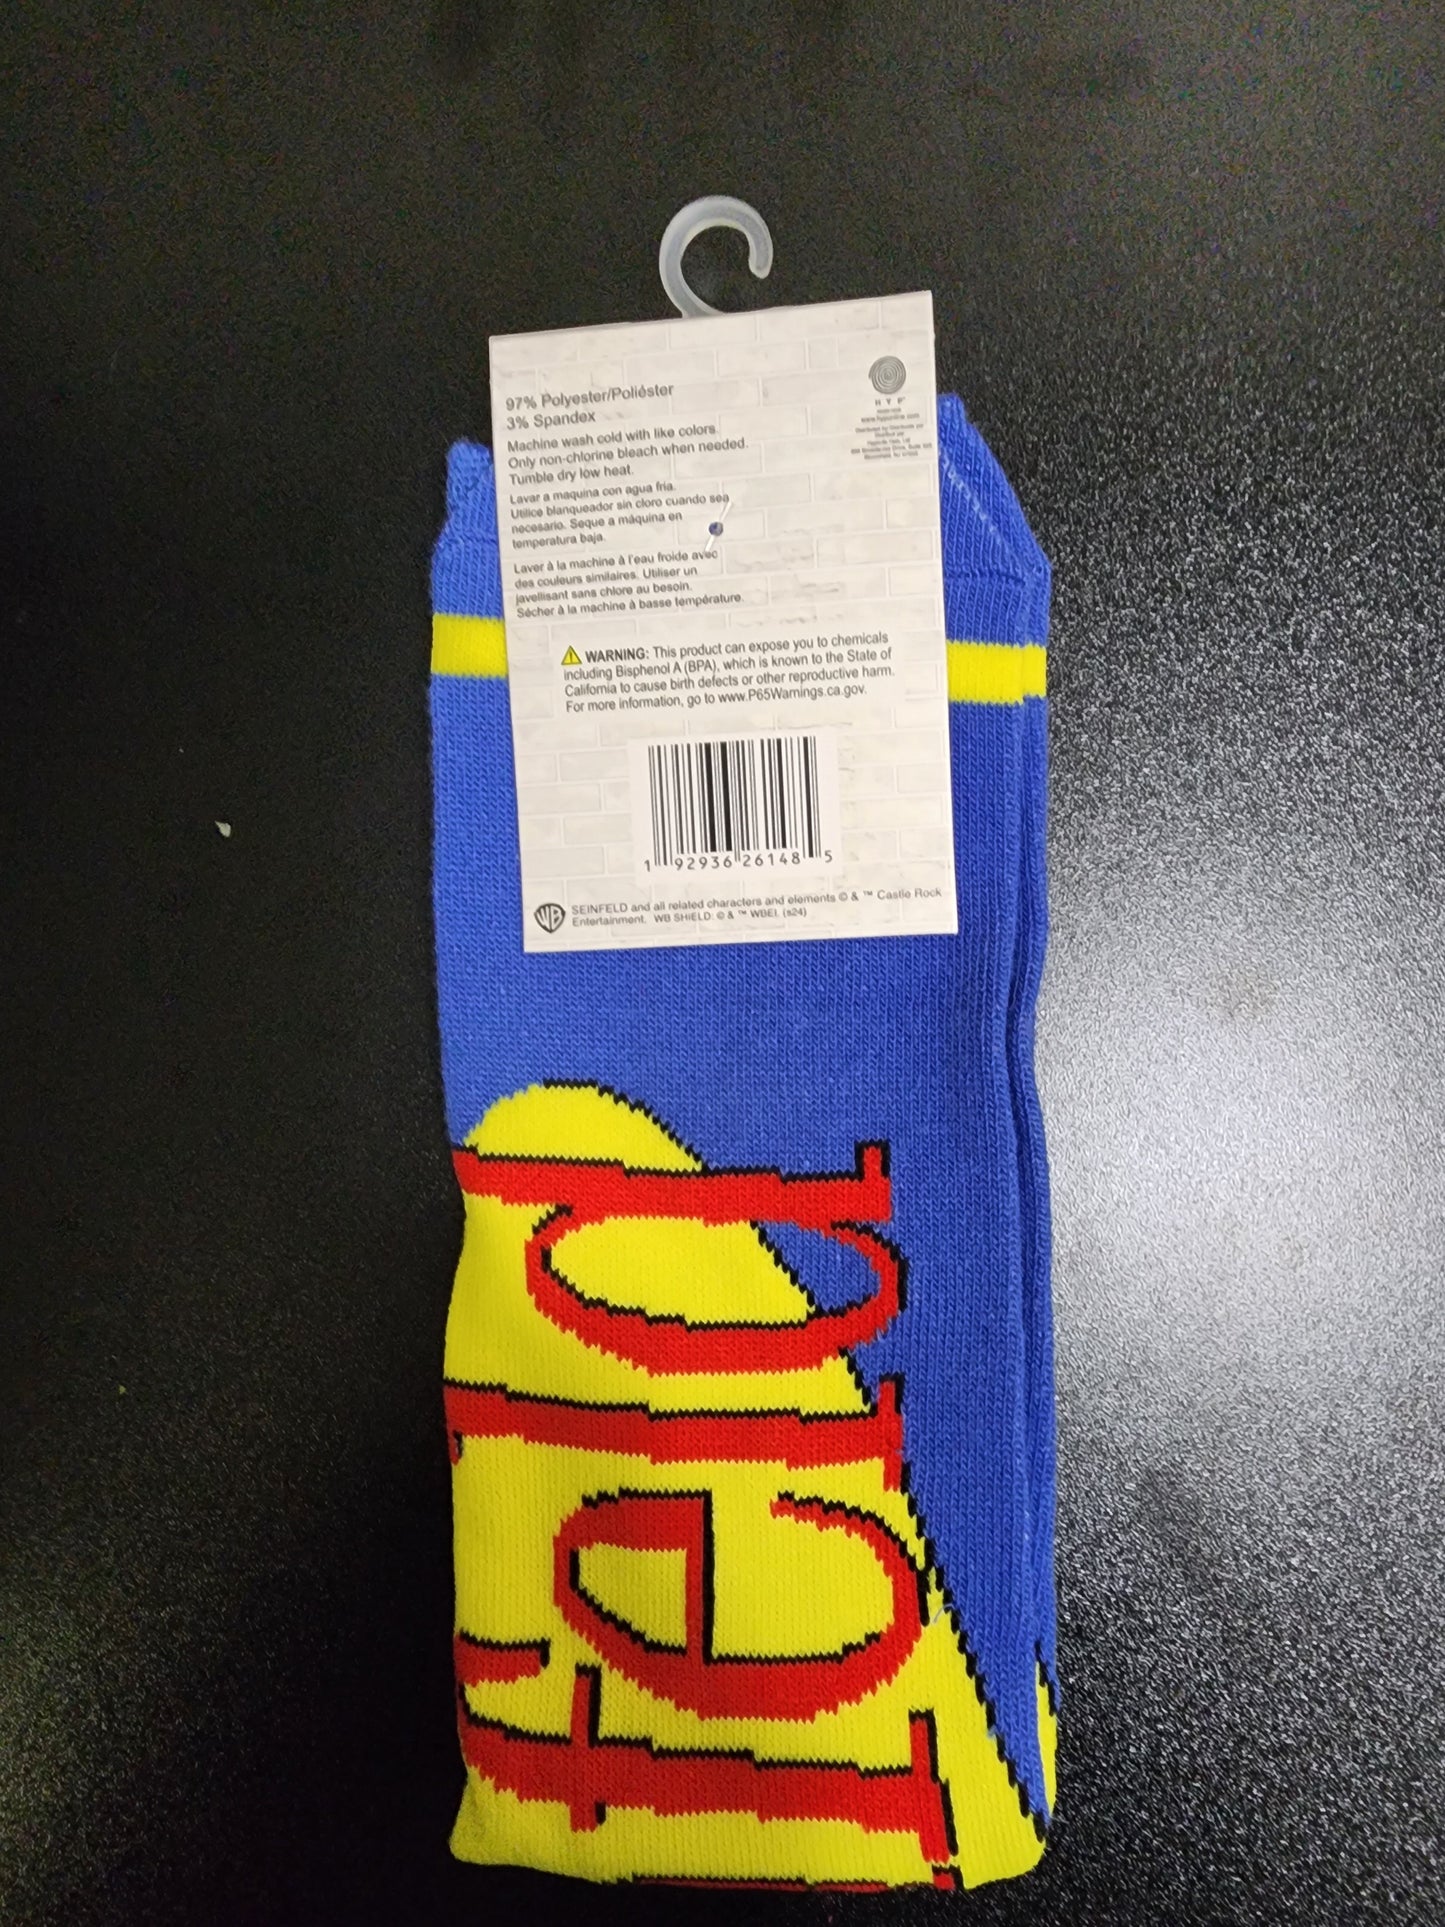 97% Polyester/Poliéster
3% Spandex
Machine wash cold with like colors.
Only non-chlorine bleach when needed.
Tumble dry low heat.
Lavar a maquina con agua fria.
Utilice blanqueador sin cloro cuando sea
necesario. Seque a máquina en
temperatura baja.
Laver à la machine à l'eau froide avec
des couleurs similaires. Utiliser un
javellisant sans chlore au besoin.
Sécher à la machine à basse température.
HYP
www.hyponline.com
WARNING: This product can expose you to chemicals
including Bisphenol A (BPA), which is known to the State of
California to cause birth defects or other reproductive harm.
For more information, go to www.P65Warnings.ca.gov.
1 92936 26148 5
WB SEINFELD and all related characters and elements © & ™ Castle Rock
Entertainment. WB SHIELD: © & ™ WBEI. (s24)
feld